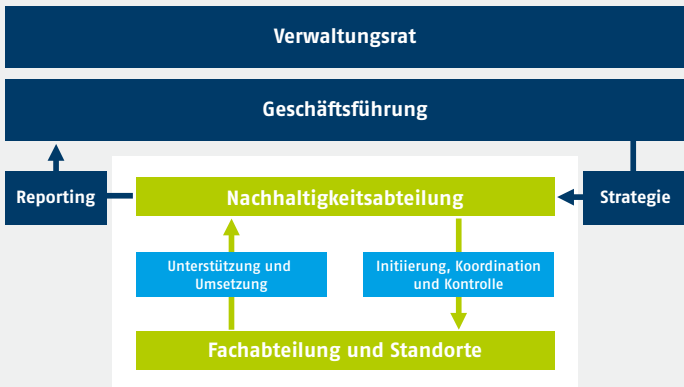 Verwaltungsrat
Geschäftsführung
Reporting
Nachhaltigkeitsabteilung
Strategie
Unterstützung und
Umsetzung
Initiierung, Koordination
und Kontrolle
Fachabteilung und Standorte